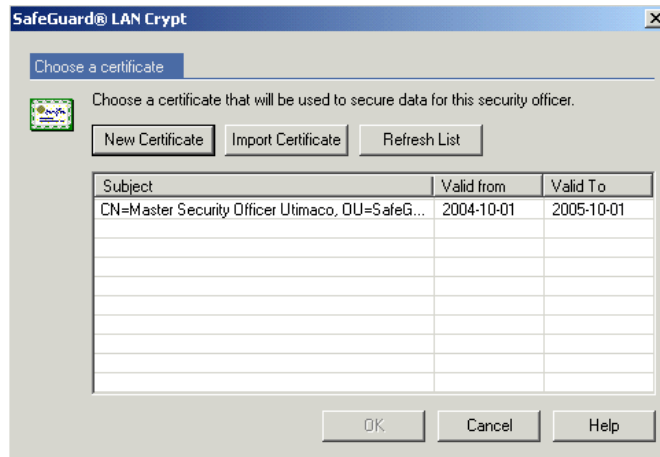 SafeGuard® LAN Crypt
Choose a certificate
Choose a certificate that will be used to secure data for this security officer.
New Certificate Import Certificate Refresh List
Subject Valid from Valid To
CN=Master Security Officer Utimaco, OU=SafeG... 2004-10-01 2005-10-01
OK Cancel Help